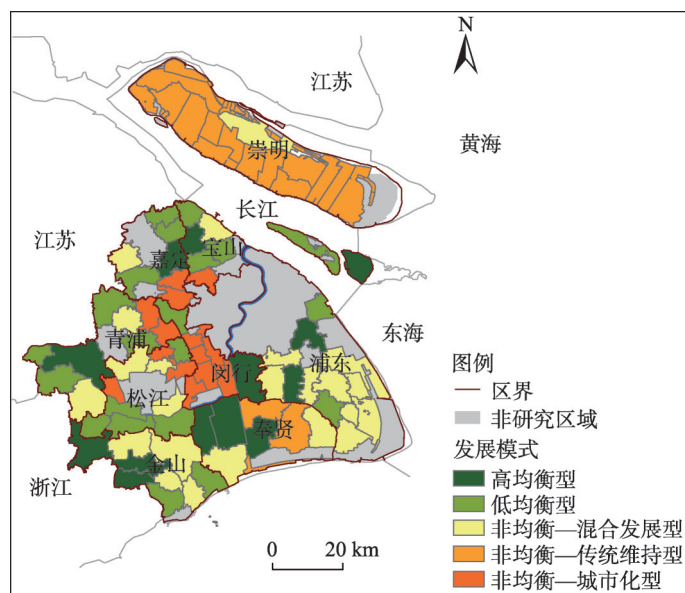 N
江苏
黄海
崇明
长江
江苏
宝山
嘉定
东海
青浦
浦东
闵行
松江
奉贤
金山
浙江
0 20 km
图例
区界
非研究区域
发展模式
高均衡型
低均衡型
非均衡—混合发展型
非均衡—传统维持型
非均衡—城市化型